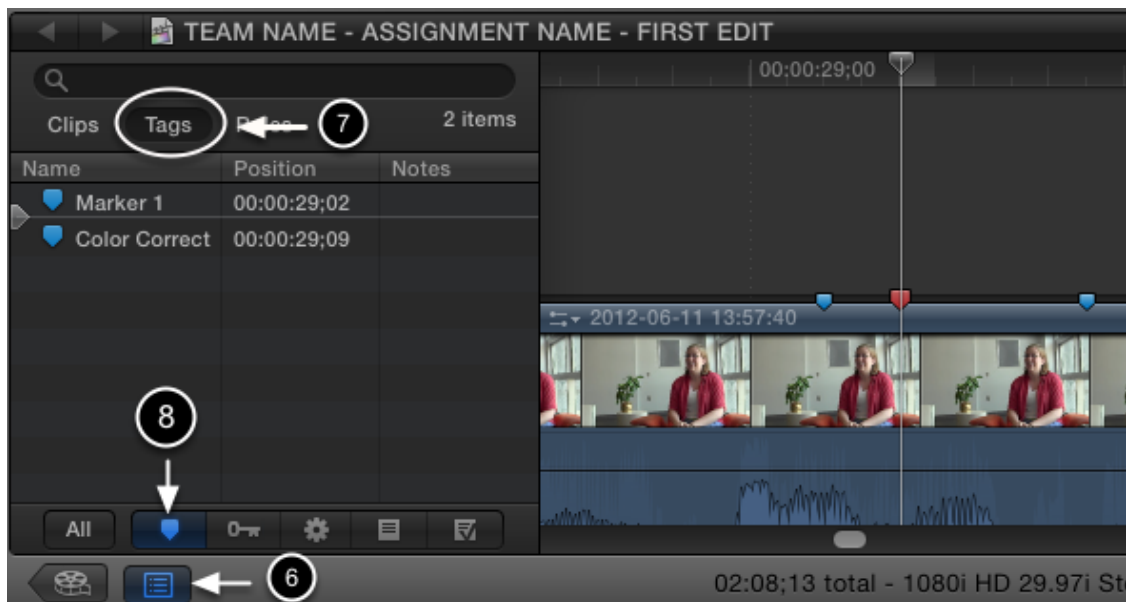 TEAM NAME - ASSIGNMENT NAME - FIRST EDIT
00:00:29;00
Clips Tags 7 2 items
Name Position Notes
Marker 1 00:00:29;02
Color Correct 00:00:29;09
2012-06-11 13:57:40
8
All
6
02:08;13 total - 1080i HD 29.97i St